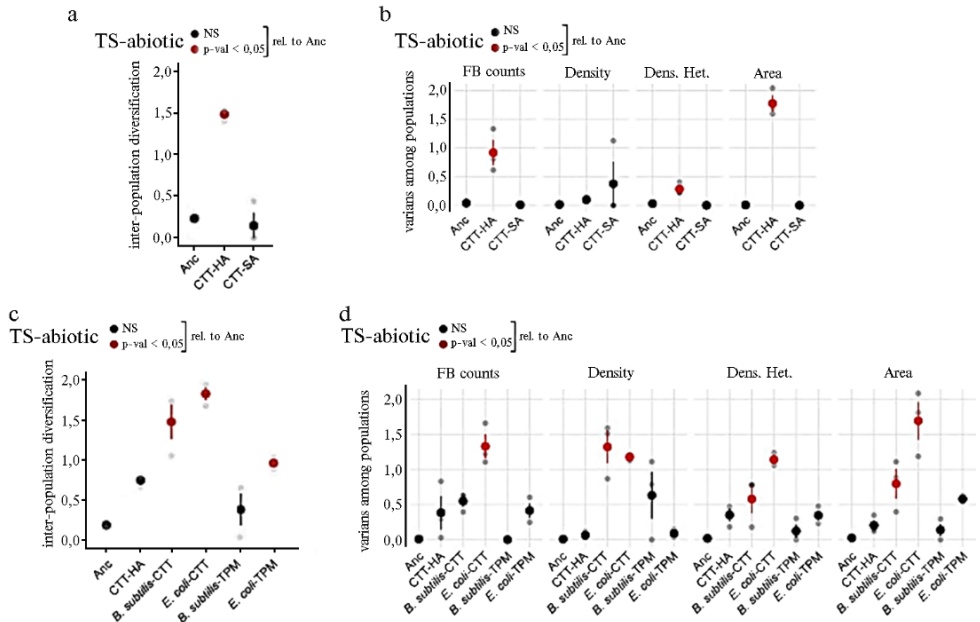 a
TS-abiotic
NS
p-val < 0,05
rel. to Anc
inter-population diversification
2,0
1,5
1,0
0,5
0,0
Anc
CTT-HA
CTT-SA
b
TS-abiotic
NS
p-val < 0,05
rel. to Anc
FB counts
Density
Dens. Het.
Area
varians among populations
2,0
1,5
1,0
0,5
0,0
Anc
CTT-HA
CTT-SA
Anc
CTT-HA
CTT-SA
Anc
CTT-HA
CTT-SA
Anc
CTT-HA
CTT-SA
c
TS-abiotic
NS
p-val < 0,05
rel. to Anc
inter-population diversification
2,0
1,5
1,0
0,5
0,0
Anc
CTT-HA
B. subtilis-CTT
E. coli-CTT
B. subtilis-TPM
E. coli-TPM
d
TS-abiotic
NS
p-val < 0,05
rel. to Anc
FB counts
Density
Dens. Het.
Area
varians among populations
2,0
1,5
1,0
0,5
0,0
Anc
CTT-HA
B. subtilis-CTT
E. coli-CTT
B. subtilis-TPM
E. coli-TPM
Anc
CTT-HA
B. subtilis-CTT
E. coli-CTT
B. subtilis-TPM
E. coli-TPM
Anc
CTT-HA
B. subtilis-CTT
E. coli-CTT
B. subtilis-TPM
E. coli-TPM
Anc
CTT-HA
B. subtilis-CTT
E. coli-CTT
B. subtilis-TPM
E. coli-TPM